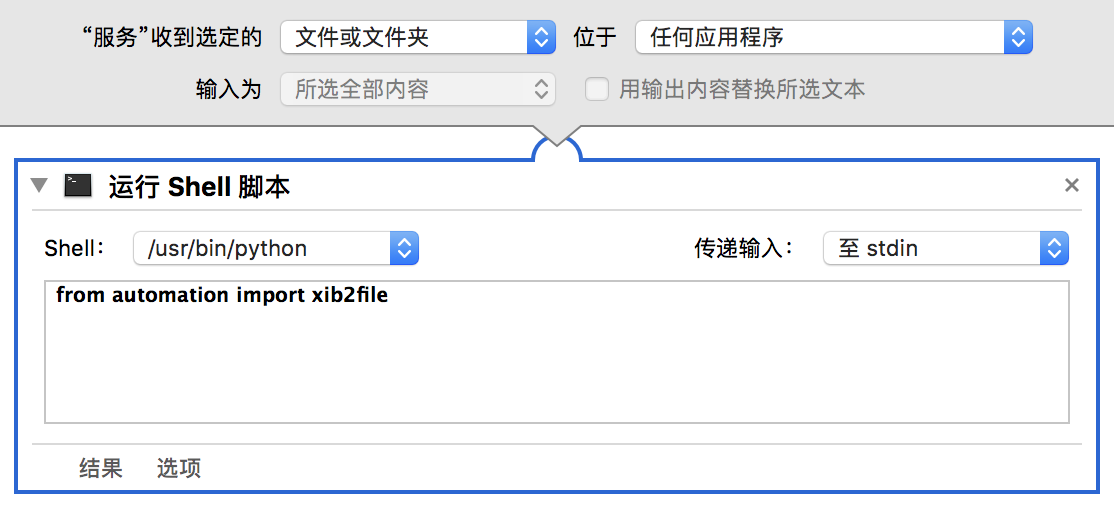 “服务”收到选定的 文件或文件夹 位于 任何应用程序
输入为 所选全部内容 用输出内容替换所选文本
运行 Shell 脚本
Shell： /usr/bin/python 传递输入： 至 stdin
from automation import xib2file
结果 选项